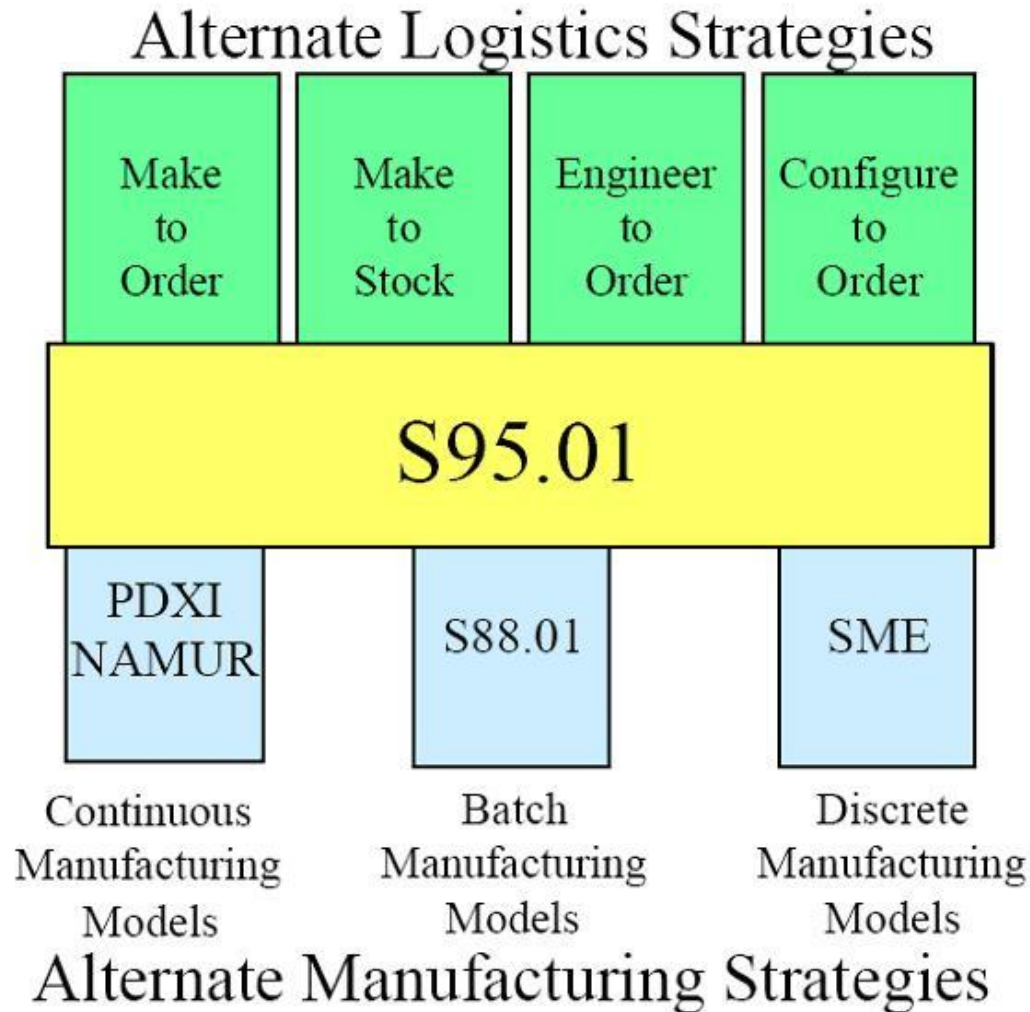 Alternate Logistics Strategies
Make
to
Order
Make
to
Stock
Engineer
to
Order
Configure
to
Order
S95.01
PDXI
NAMUR
S88.01
SME
Continuous
Manufacturing
Models
Batch
Manufacturing
Models
Discrete
Manufacturing
Models
Alternate Manufacturing Strategies